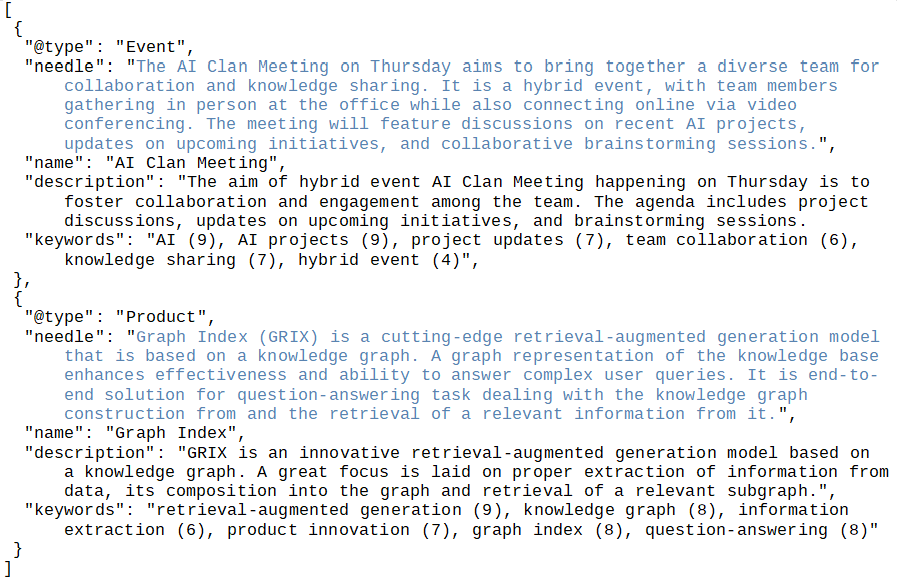 [
{
"@type": "Event",
"needle": "The AI Clan Meeting on Thursday aims to bring together a diverse team for
collaboration and knowledge sharing. It is a hybrid event, with team members
gathering in person at the office while also connecting online via video
conferencing. The meeting will feature discussions on recent AI projects,
updates on upcoming initiatives, and collaborative brainstorming sessions.",
"name": "AI Clan Meeting",
"description": "The aim of hybrid event AI Clan Meeting happening on Thursday is to
foster collaboration and engagement among the team. The agenda includes project
discussions, updates on upcoming initiatives, and brainstorming sessions.
"keywords": "AI (9), AI projects (9), project updates (7), team collaboration (6),
knowledge sharing (7), hybrid event (4)",
},
{
"@type": "Product",
"needle": "Graph Index (GRIX) is a cutting-edge retrieval-augmented generation model
that is based on a knowledge graph. A graph representation of the knowledge base
enhances effectiveness and ability to answer complex user queries. It is end-to-
end solution for question-answering task dealing with the knowledge graph
construction from and the retrieval of a relevant information from it.",
"name": "Graph Index",
"description": "GRIX is an innovative retrieval-augmented generation model based on
a knowledge graph. A great focus is laid on proper extraction of information from
data, its composition into the graph and retrieval of a relevant subgraph.",
"keywords": "retrieval-augmented generation (9), knowledge graph (8), information
extraction (6), product innovation (7), graph index (8), question-answering (8)"
}
]